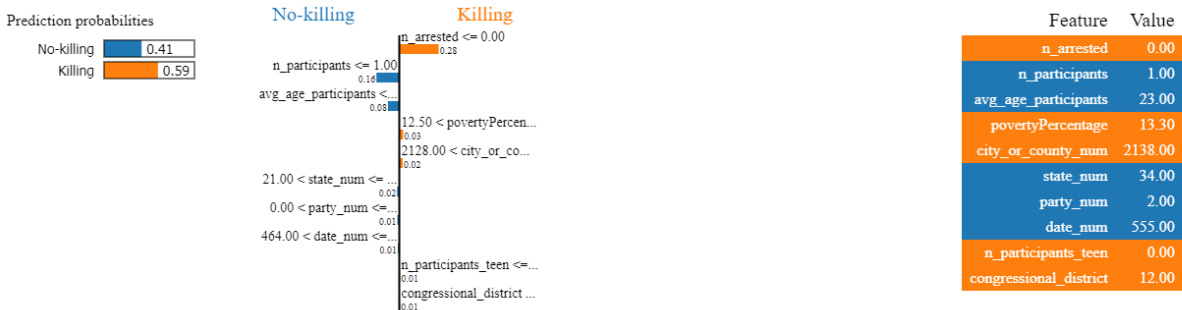 Prediction probabilities
No-killing 0.41
Killing 0.59
No-killing Killing
n_arrested <= 0.00
0.28
n_participants <= 1.00
0.16
avg_age_participants <...
0.08
12.50 < povertyPercen...
0.03
2128.00 < city_or_co...
0.02
21.00 < state_num <= ...
0.02
0.00 < party_num <=...
0.01
464.00 < date_num <=...
0.01
n_participants_teen <=...
0.01
congressional_district ...
0.01
Feature Value
n_arrested 0.00
n_participants 1.00
avg_age_participants 23.00
povertyPercentage 13.30
city_or_county_num 2138.00
state_num 34.00
party_num 2.00
date_num 555.00
n_participants_teen 0.00
congressional_district 12.00